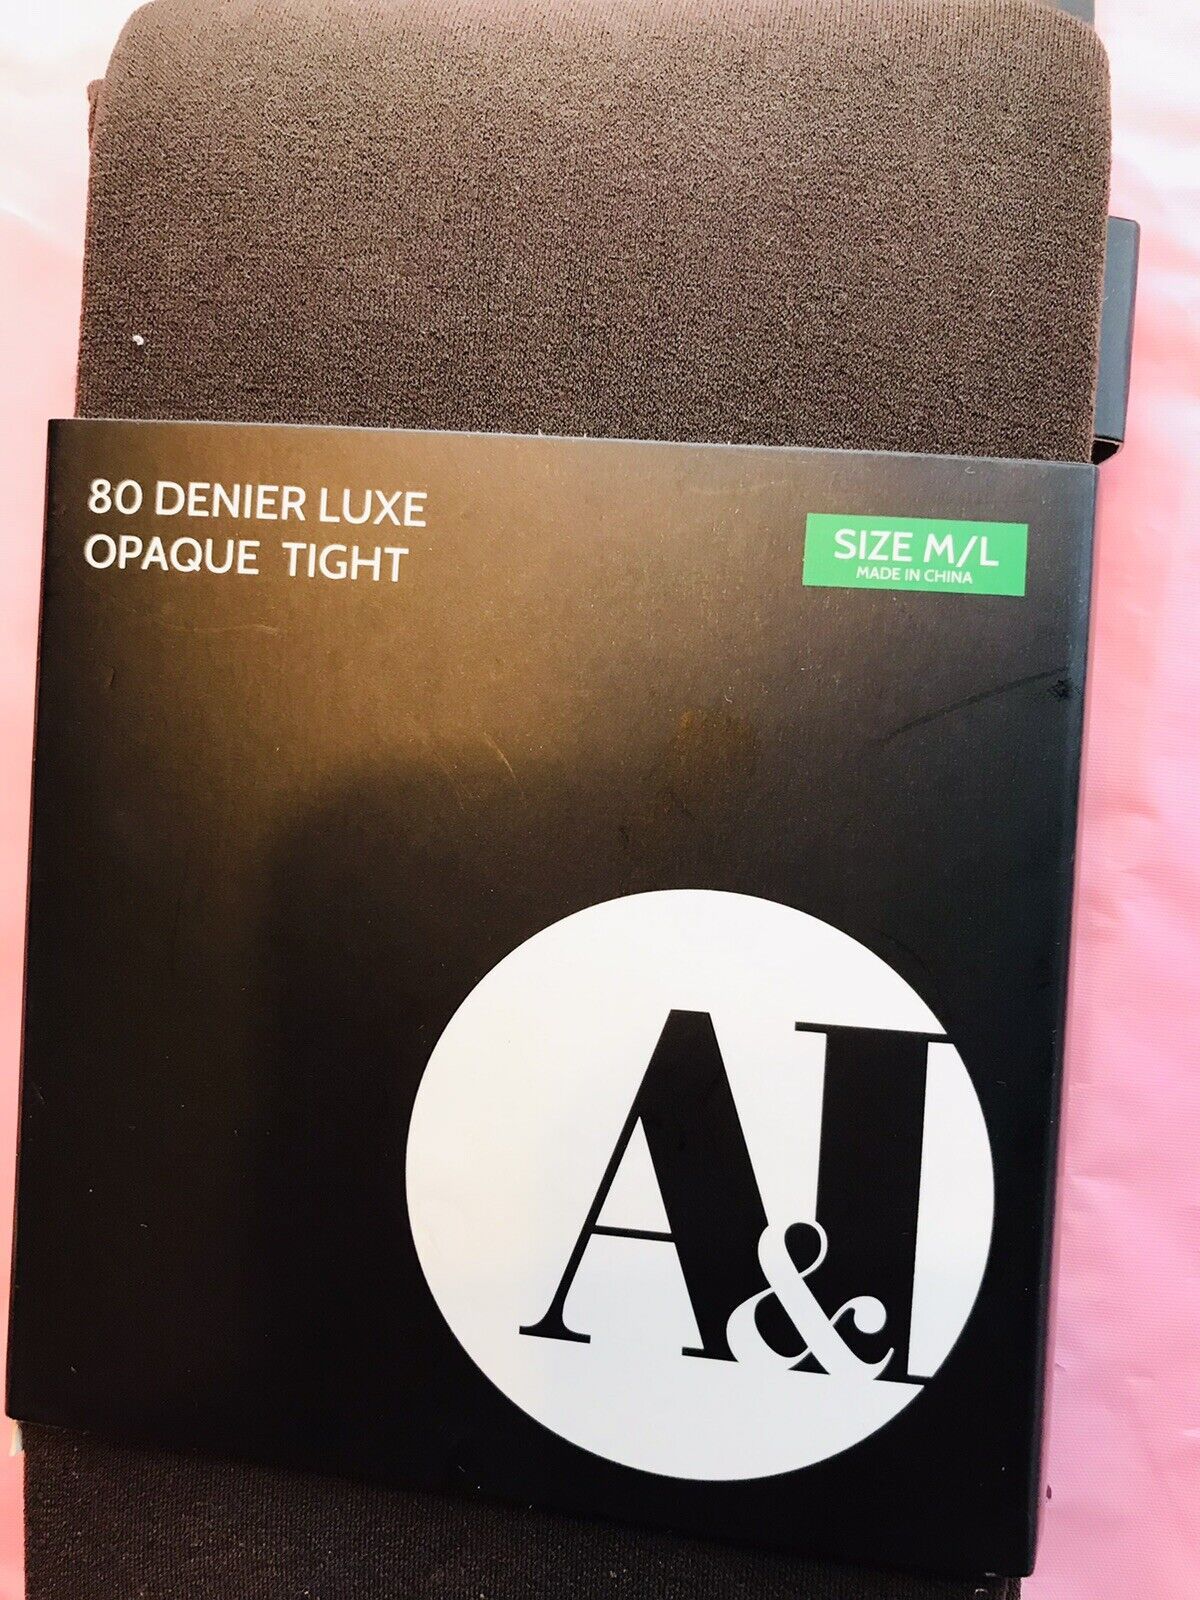 80 DENIER LUXE
OPAQUE TIGHT
SIZE M/L
MADE IN CHINA
A&I